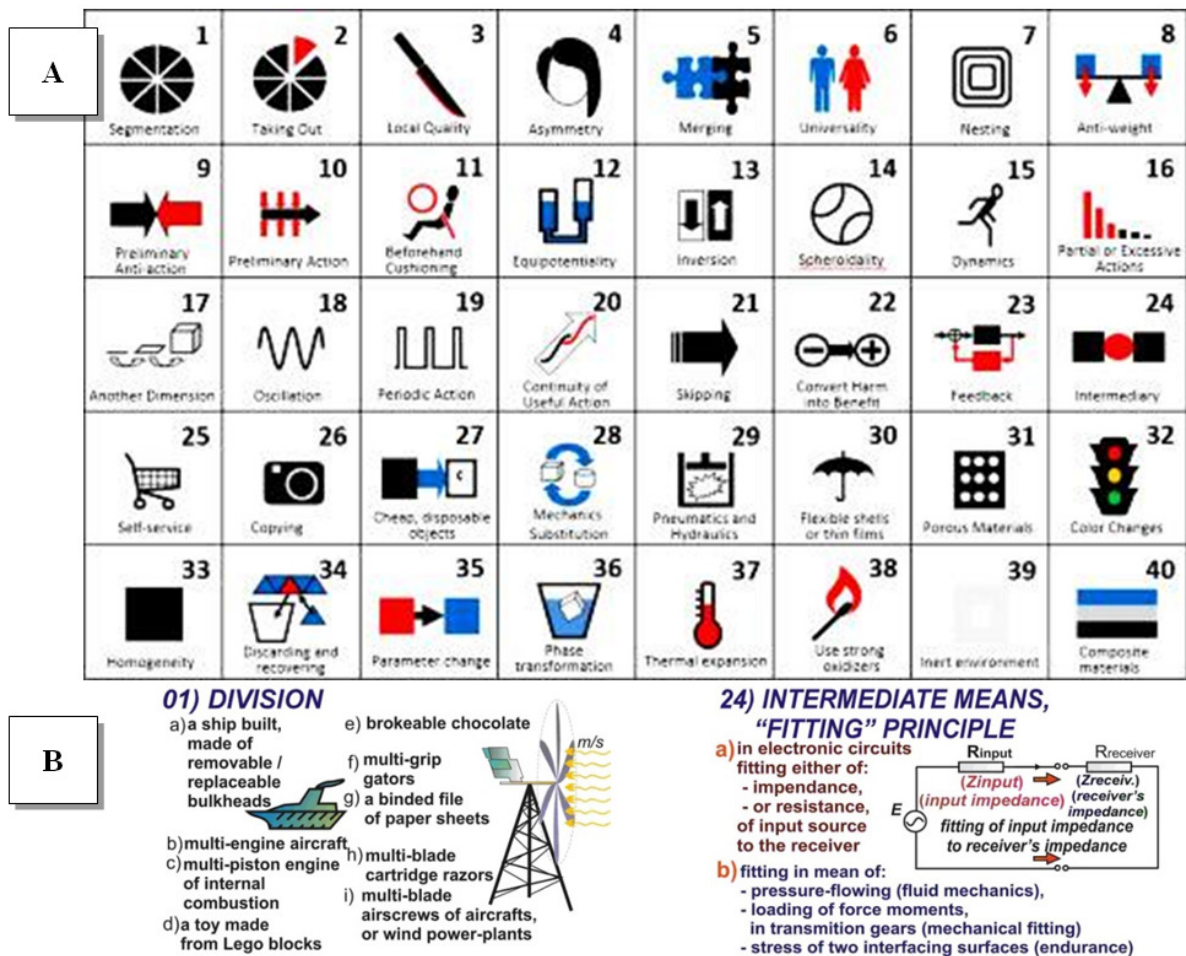 A
1
Segmentation
2
Taking Out
3
Local Quality
4
Asymmetry
5
Merging
6
Universality
7
Nesting
8
Anti-weight
9
Preliminary
Anti-action
10
Preliminary Action
11
Beforehand
Cushioning
12
Equipotentiality
13
Inversion
14
Spheroidality
15
Dynamics
16
Partial or Excessive
Actions
17
Another Dimension
18
Oscillation
19
Periodic Action
20
Continuity of
Useful Action
21
Skipping
22
Convert Harm
into Benefit
23
Feedback
24
Intermediary
25
Self-service
26
Copying
27
Cheap, disposable
objects
28
Mechanics
Substitution
29
Pneumatics and
Hydraulics
30
Flexible shells
or thin films
31
Porous Materials
32
Color Changes
33
Homogeneity
34
Discarding and
recovering
35
Parameter change
36
Phase
transformation
37
Thermal expansion
38
Use strong
oxidizers
39
Inert environment
40
Composite
materials
B
01) DIVISION
a) a ship built,
made of
removable /
replaceable
bulkheads
b) multi-engine aircraft
c) multi-piston engine
of internal
combustion
d) a toy made
from Lego blocks
e) brokeable chocolate
f) multi-grip
gators
g) a binded file
of paper sheets
h) multi-blade
cartridge razors
i) multi-blade
airscrews of aircrafts,
or wind power-plants
m/s
24) INTERMEDIATE MEANS,
"FITTING" PRINCIPLE
a) in electronic circuits
fitting either of:
- impendance,
- or resistance,
of input source
to the receiver
Rinput
(Zinput)
(input impedance)
Rreceiver
(Zreceiv.)
(receiver's
impedance)
E
fitting of input impedance
to receiver's impedance
b) fitting in mean of:
- pressure-flowing (fluid mechanics),
- loading of force moments,
in transmition gears (mechanical fitting)
- stress of two interfacing surfaces (endurance)